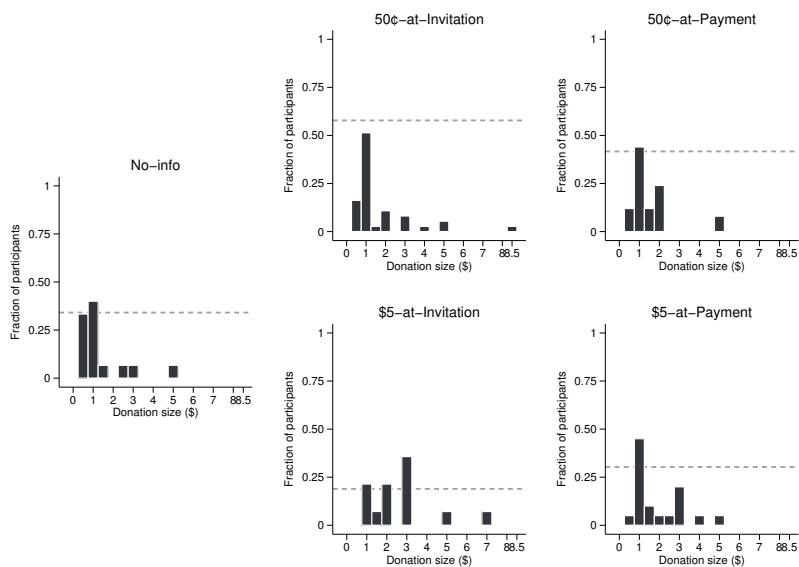 50¢−at−Invitation
1
0.75
0.50
0.25
0
Fraction of participants
0 1 2 3 4 5 6 7 88.5
Donation size ($)
50¢−at−Payment
1
0.75
0.50
0.25
0
Fraction of participants
0 1 2 3 4 5 6 7 88.5
Donation size ($)
No−info
1
0.75
0.50
0.25
0
Fraction of participants
0 1 2 3 4 5 6 7 88.5
Donation size ($)
$5−at−Invitation
1
0.75
0.50
0.25
0
Fraction of participants
0 1 2 3 4 5 6 7 88.5
Donation size ($)
$5−at−Payment
1
0.75
0.50
0.25
0
Fraction of participants
0 1 2 3 4 5 6 7 88.5
Donation size ($)